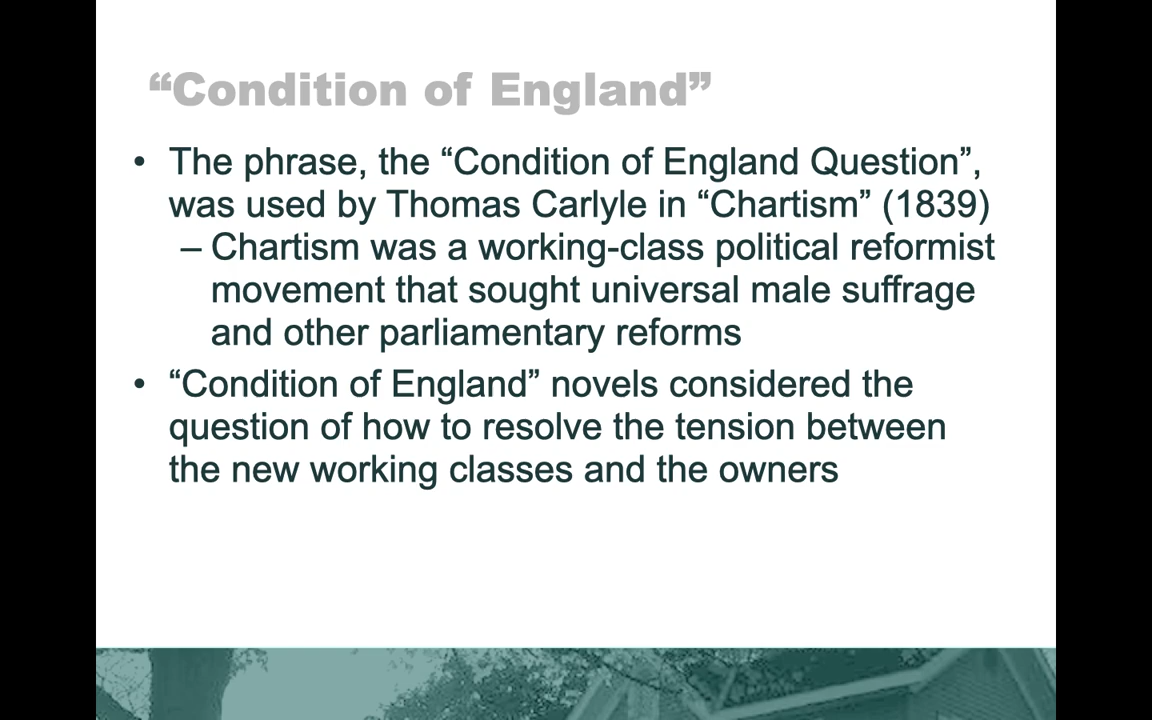 “Condition of England”
• The phrase, the “Condition of England Question”,
was used by Thomas Carlyle in “Chartism” (1839)
– Chartism was a working-class political reformist
movement that sought universal male suffrage
and other parliamentary reforms
• “Condition of England” novels considered the
question of how to resolve the tension between
the new working classes and the owners